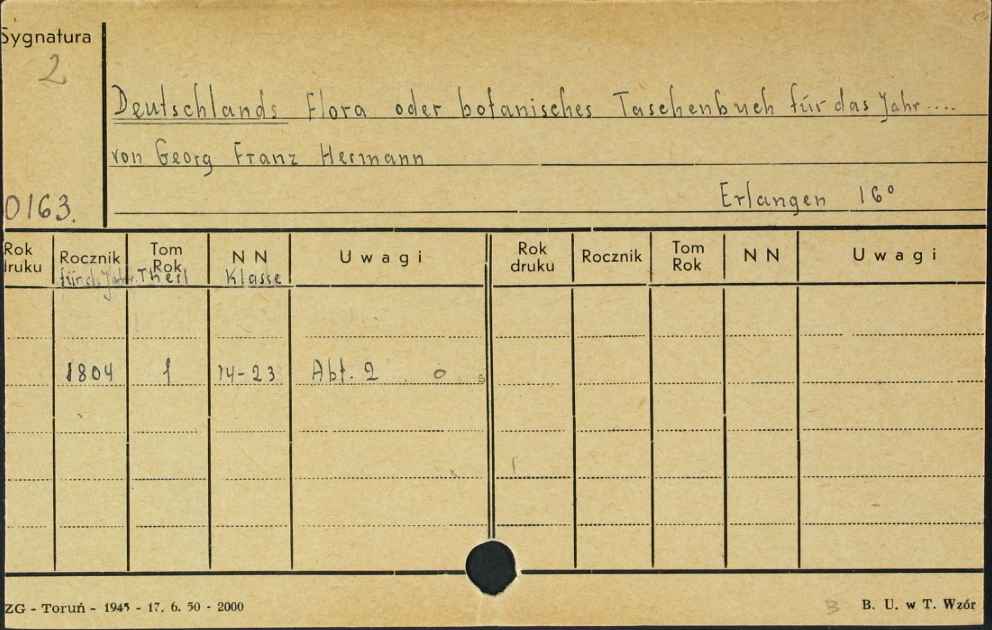 Sygnatura
2
Deutschlands Flora oder botanisches Taschenbuch für das Jahr....
von Georg Franz Hermann
0163.
Erlangen 16°
Rok druku Rocznik Tom Rok N N Uwagi Rok druku Rocznik Tom Rok N N Uwagi
für d. Jahr. Theil Klasse
1804 1 14-23 Abt. 2 o
ZG - Toruń - 1945 - 17. 6. 50 - 2000
B. U. w T. Wzór